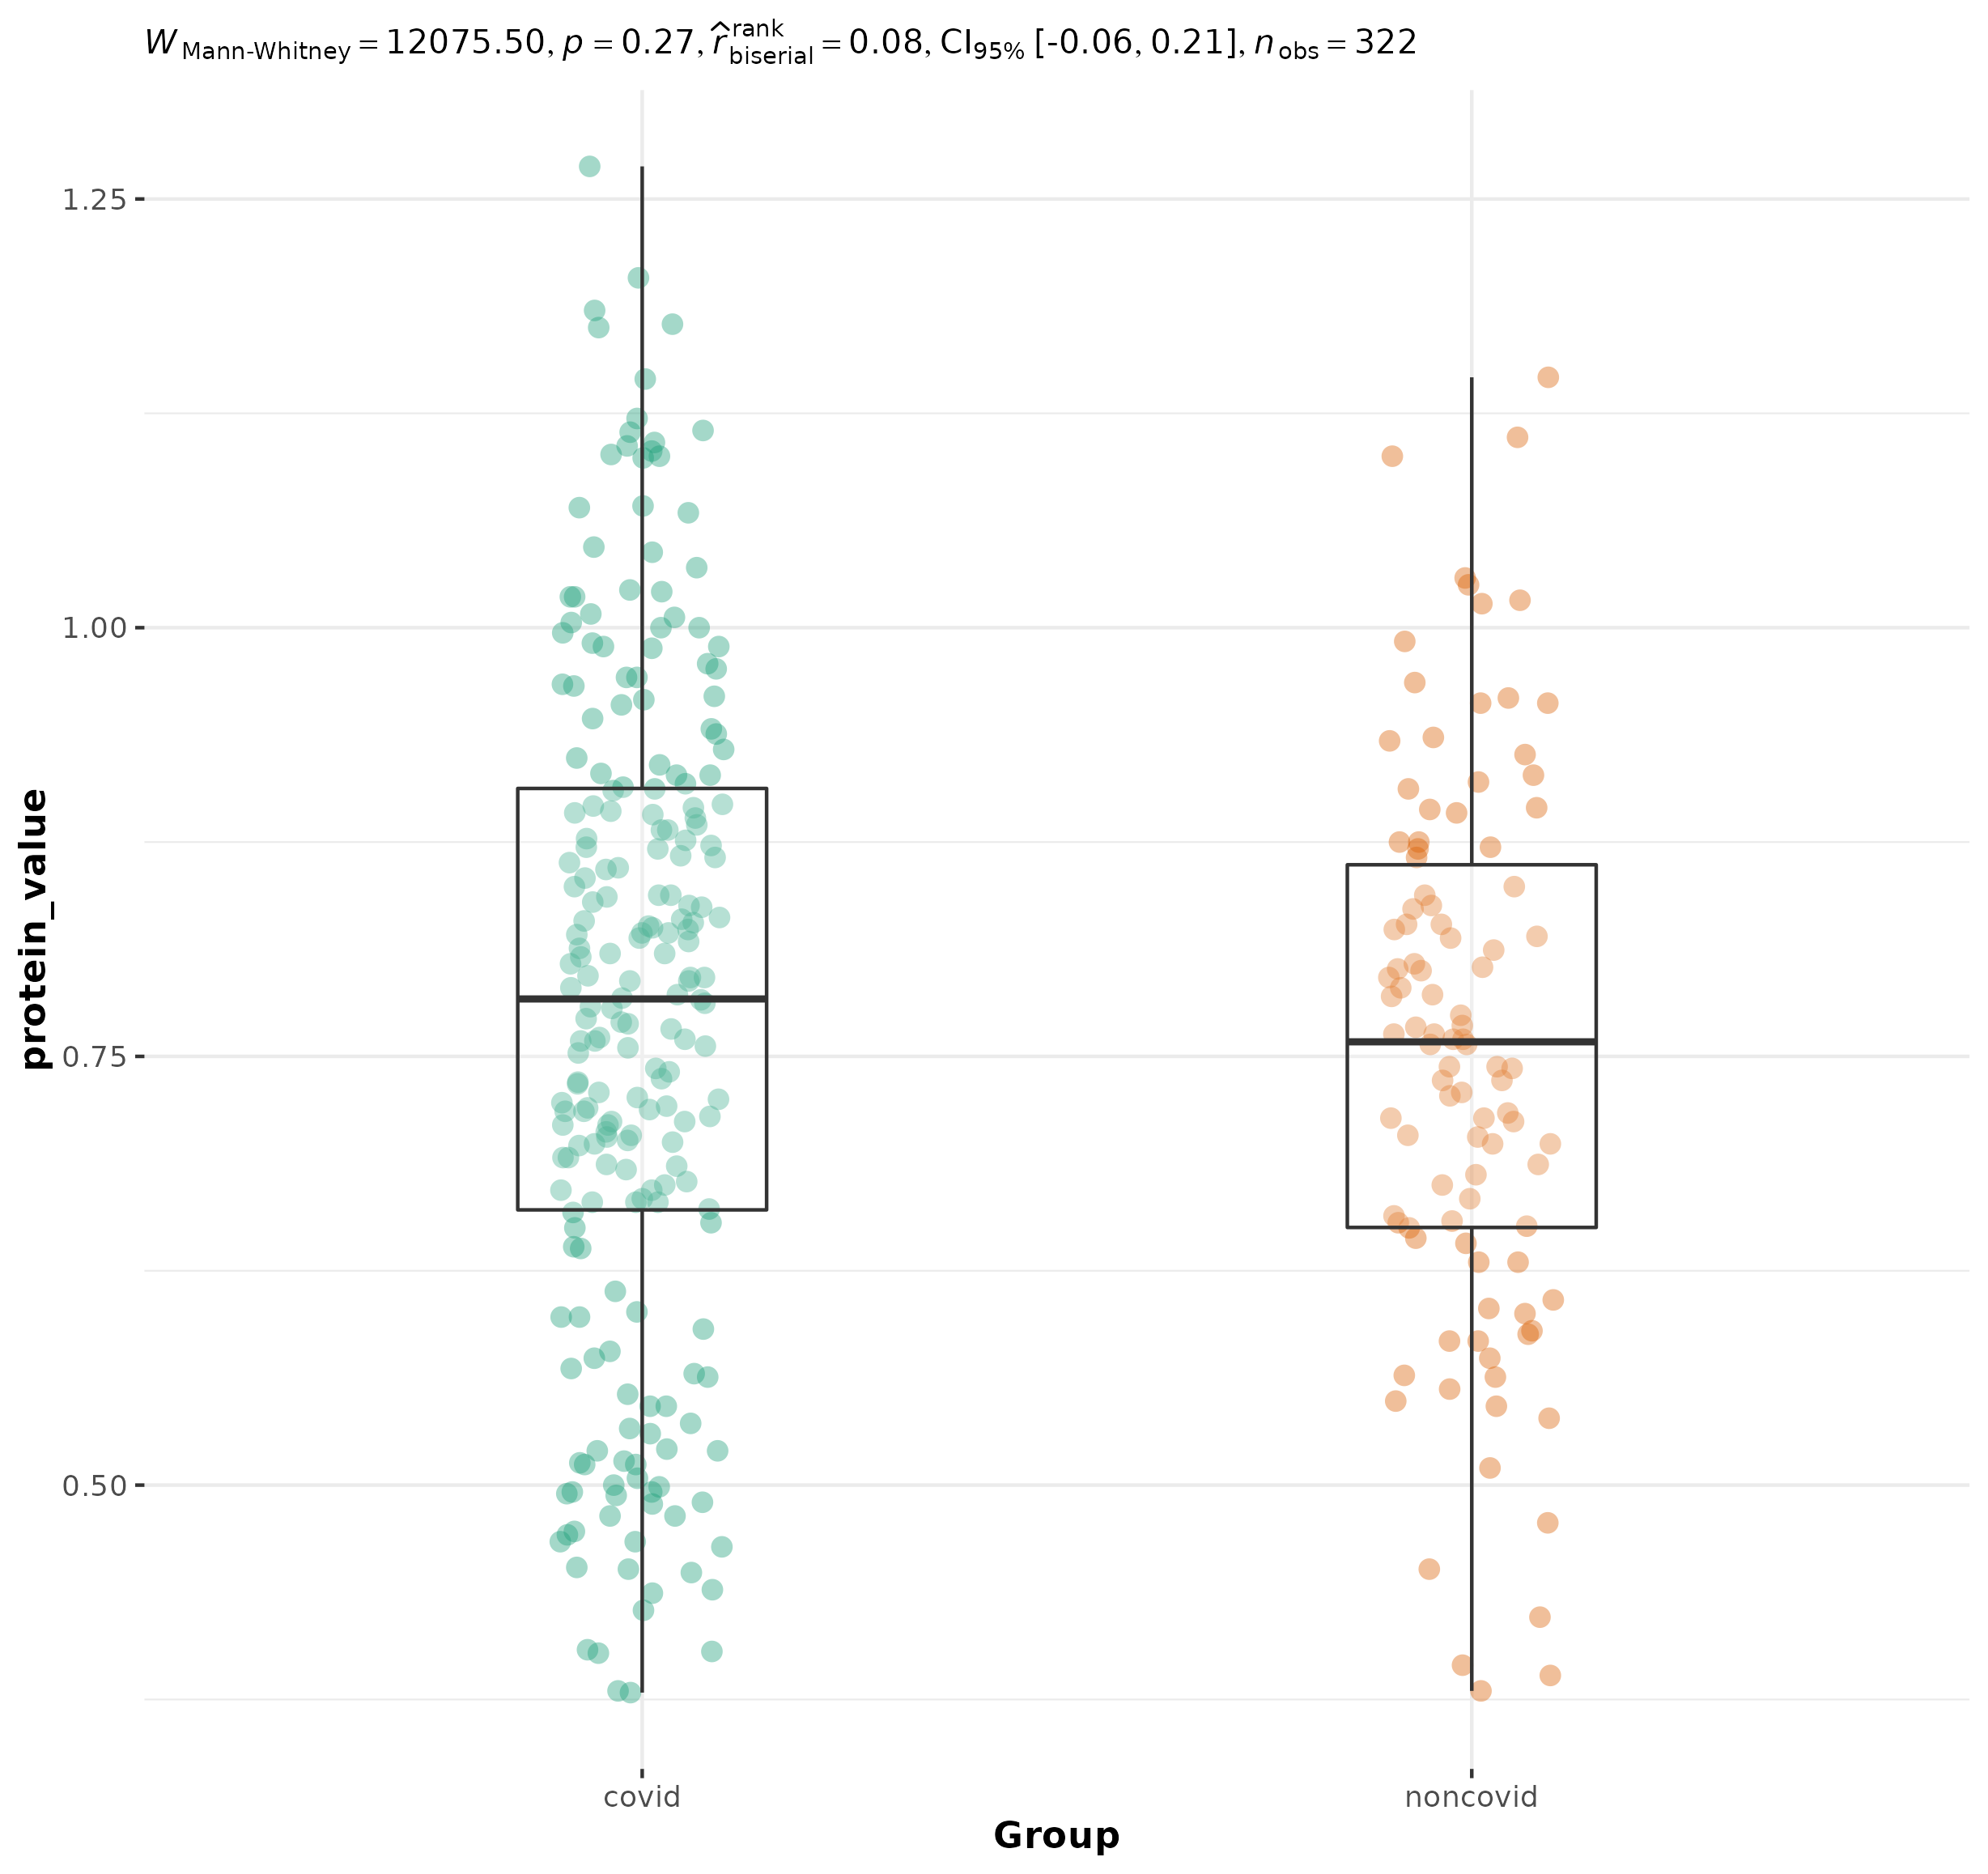 W Mann-Whitney = 12075.50, p = 0.27, r̂ rank biserial = 0.08, CI95% [-0.06, 0.21], n obs = 322
1.25
1.00
0.75
0.50
protein_value
covid noncovid
Group